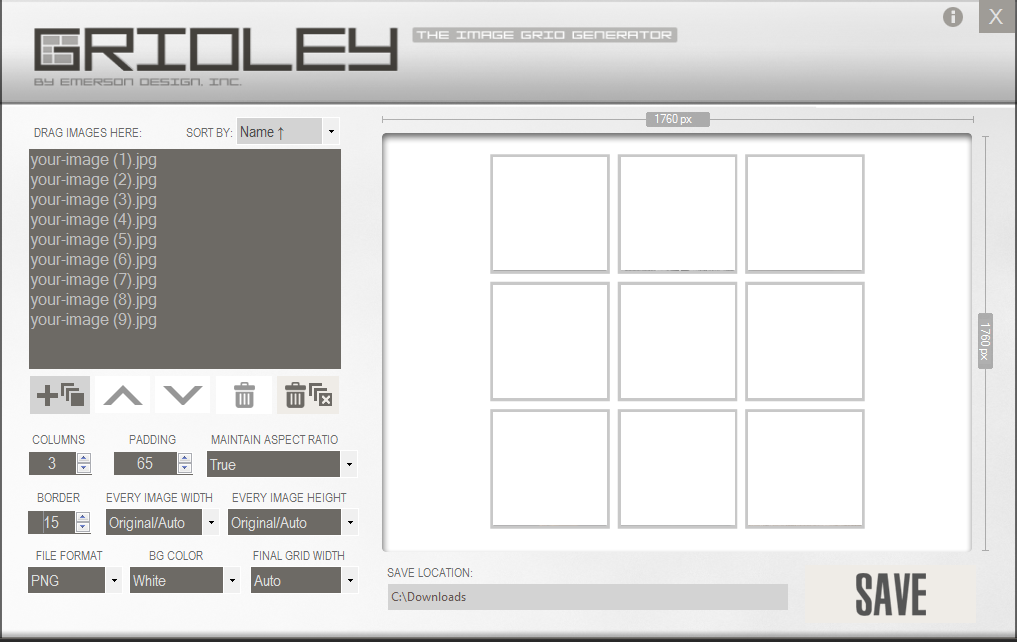 GRIDLEY
THE IMAGE GRID GENERATOR
BY EMERSON DESIGN, INC.
i
X
DRAG IMAGES HERE:
SORT BY:
Name ↑
your-image (1).jpg
your-image (2).jpg
your-image (3).jpg
your-image (4).jpg
your-image (5).jpg
your-image (6).jpg
your-image (7).jpg
your-image (8).jpg
your-image (9).jpg
COLUMNS
PADDING
MAINTAIN ASPECT RATIO
3
65
True
BORDER
EVERY IMAGE WIDTH
EVERY IMAGE HEIGHT
15
Original/Auto
Original/Auto
FILE FORMAT
BG COLOR
FINAL GRID WIDTH
PNG
White
Auto
1760 px
1760 px
SAVE LOCATION:
C:\Downloads
SAVE